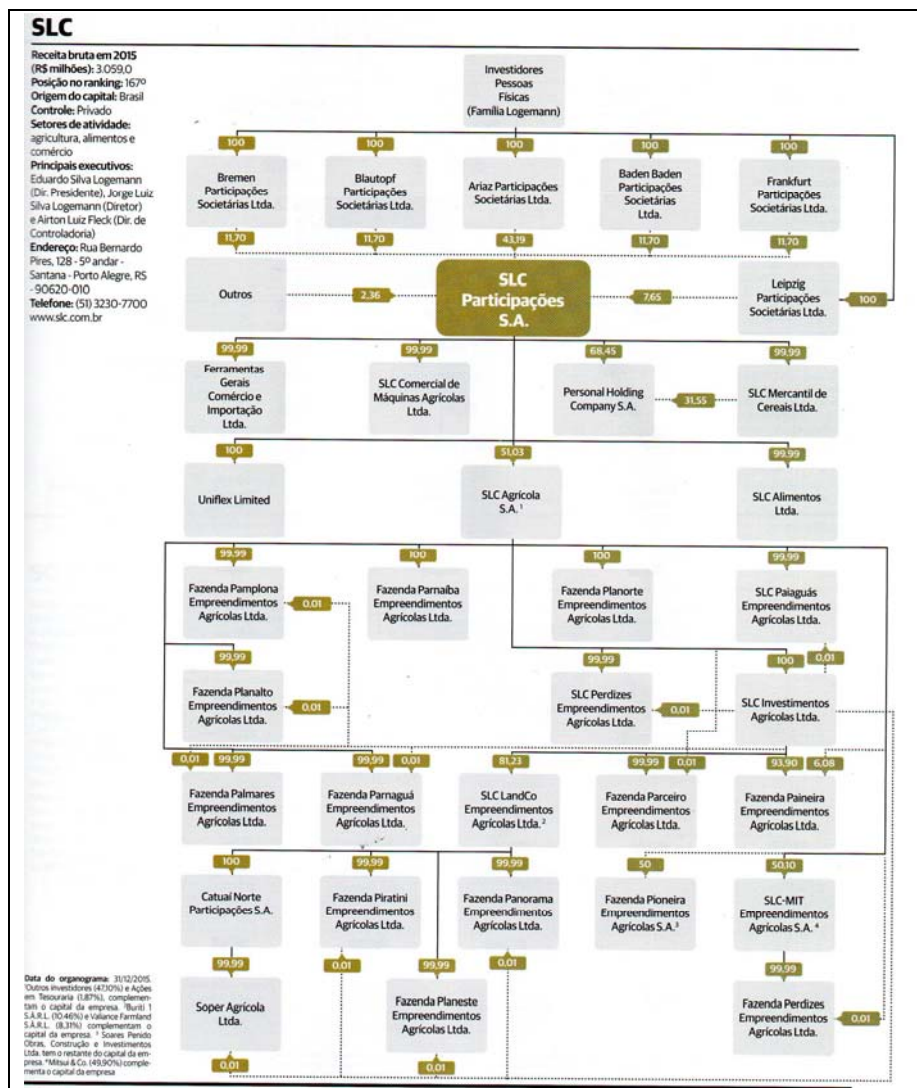 SLC
Receita bruta em 2015
(R$ milhões): 3.059,0
Posição no ranking: 167º
Origem do capital: Brasil
Controle: Privado
Setores de atividade:
agricultura, alimentos e
comércio
Principais executivos:
Eduardo Silva Logemann
(Dir. Presidente), Jorge Luiz
Silva Logemann (Diretor)
e Airton Luiz Fleck (Dir. de
Controladoria)
Endereço: Rua Bernardo
Pires, 128 - 5º andar -
Santana - Porto Alegre, RS
- 90620-010
Telefone: (51) 3230-7700
www.slc.com.br
Investidores
Pessoas
Físicas
(Família Logemann)
100
100
100
100
100
Bremen
Participações
Societárias Ltda.
Blautopf
Participações
Societárias Ltda.
Ariaz Participações
Societárias Ltda.
Baden Baden
Participações
Societárias
Ltda.
Frankfurt
Participações
Societárias Ltda.
11,70
11,70
43,19
11,70
11,70
Outros
2,36
SLC
Participações
S.A.
7,65
Leipzig
Participações
Societárias Ltda.
100
99,99
99,99
68,45
99,99
Ferramentas
Gerais
Comércio e
Importação
Ltda.
SLC Comercial de
Máquinas Agrícolas
Ltda.
Personal Holding
Company S.A.
31,55
SLC Mercantil de
Cereais Ltda.
100
51,03
99,99
Uniflex Limited
SLC Agrícola
S.A. ¹
SLC Alimentos
Ltda.
99,99
100
100
99,99
Fazenda Pamplona
Empreendimentos
Agrícolas Ltda.
0,01
Fazenda Parnaíba
Empreendimentos
Agrícolas Ltda.
Fazenda Planorte
Empreendimentos
Agrícolas Ltda.
SLC Paiaguás
Empreendimentos
Agrícolas Ltda.
99,99
99,99
100
0,01
Fazenda Planalto
Empreendimentos
Agrícolas Ltda.
0,01
SLC Perdizes
Empreendimentos
Agrícolas Ltda.
0,01
SLC Investimentos
Agrícolas Ltda.
0,01
99,99
99,99
0,01
81,23
99,99
0,01
93,90
6,08
Fazenda Palmares
Empreendimentos
Agrícolas Ltda.
Fazenda Parnaguá
Empreendimentos
Agrícolas Ltda.
SLC LandCo
Empreendimentos
Agrícolas Ltda.²
Fazenda Parceiro
Empreendimentos
Agrícolas Ltda.
Fazenda Paineira
Empreendimentos
Agrícolas Ltda.
100
99,99
99,99
50
50,10
Catuaí Norte
Participações S.A.
Fazenda Piratini
Empreendimentos
Agrícolas Ltda.
Fazenda Panorama
Empreendimentos
Agrícolas Ltda.
Fazenda Pioneira
Empreendimentos
Agrícolas S.A.³
SLC-MIT
Empreendimentos
Agrícolas S.A. ⁴
99,99
0,01
99,99
0,01
99,99
Soper Agrícola
Ltda.
Fazenda Planeste
Empreendimentos
Agrícolas Ltda.
Fazenda Perdizes
Empreendimentos
Agrícolas Ltda.
0,01
0,01
0,01
Data do organograma: 31/12/2015.
¹Outros investidores (47,10%) e Ações
em Tesouraria (1,87%), complemen-
tam o capital da empresa. ²Buriti 1
S.A.R.L. (10,46%) e Valiance Farmland
S.A.R.L. (8,31%) complementam o
capital da empresa. ³ Soares Penido
Obras, Construção e Investimentos
Ltda. tem o restante do capital da em-
presa. ⁴Mitsui & Co. (49,90%) comple-
menta o capital da empresa